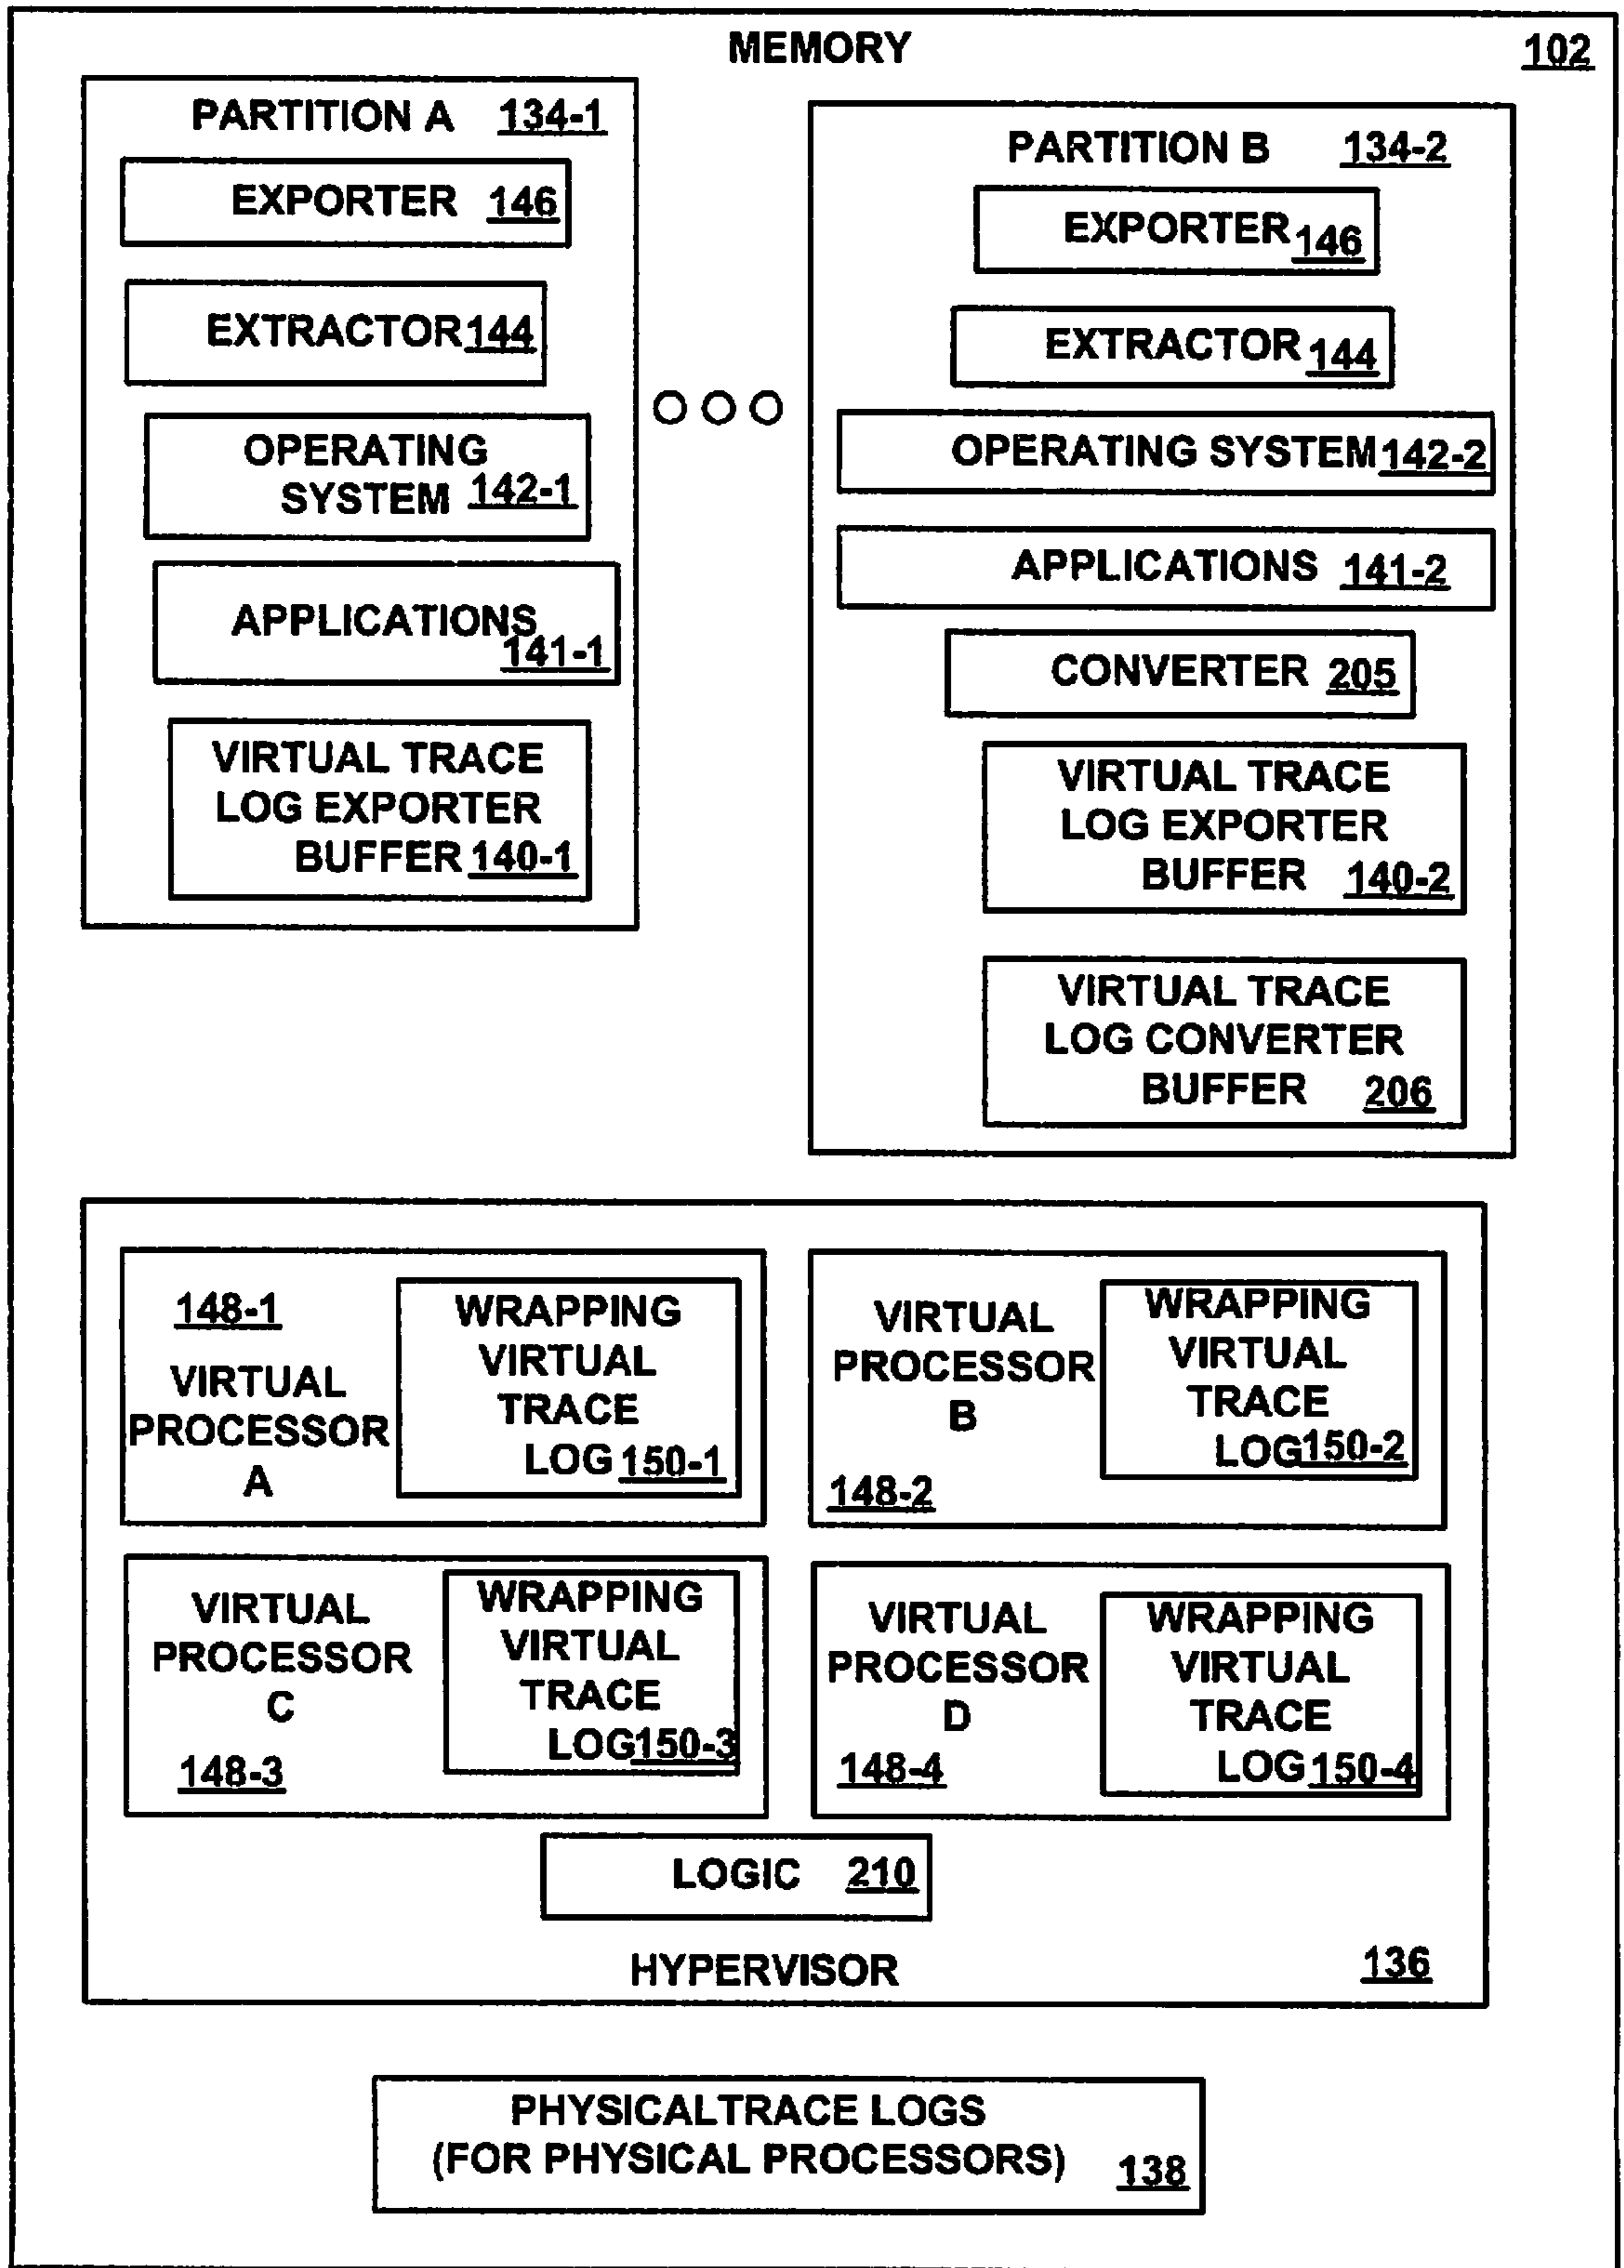 MEMORY 102
PARTITION A 134-1
EXPORTER 146
EXTRACTOR 144
OPERATING
SYSTEM 142-1
APPLICATIONS
141-1
VIRTUAL TRACE
LOG EXPORTER
BUFFER 140-1
PARTITION B 134-2
EXPORTER 146
EXTRACTOR 144
OPERATING SYSTEM 142-2
APPLICATIONS 141-2
CONVERTER 205
VIRTUAL TRACE
LOG EXPORTER
BUFFER 140-2
VIRTUAL TRACE
LOG CONVERTER
BUFFER 206
148-1
VIRTUAL
PROCESSOR
A
WRAPPING
VIRTUAL
TRACE
LOG 150-1
VIRTUAL
PROCESSOR
B
148-2
WRAPPING
VIRTUAL
TRACE
LOG 150-2
VIRTUAL
PROCESSOR
C
148-3
WRAPPING
VIRTUAL
TRACE
LOG 150-3
VIRTUAL
PROCESSOR
D
148-4
WRAPPING
VIRTUAL
TRACE
LOG 150-4
LOGIC 210
HYPERVISOR 136
PHYSICALTRACE LOGS
(FOR PHYSICAL PROCESSORS) 138